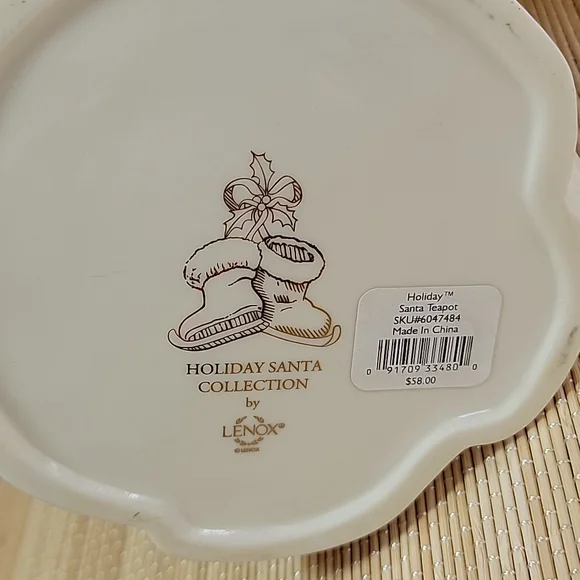 HOLIDAY SANTA
COLLECTION
by
LENOX®
© LENOX
Holiday™
Santa Teapot
SKU#6047484
Made In China
0 91709 33480 0
$58.00